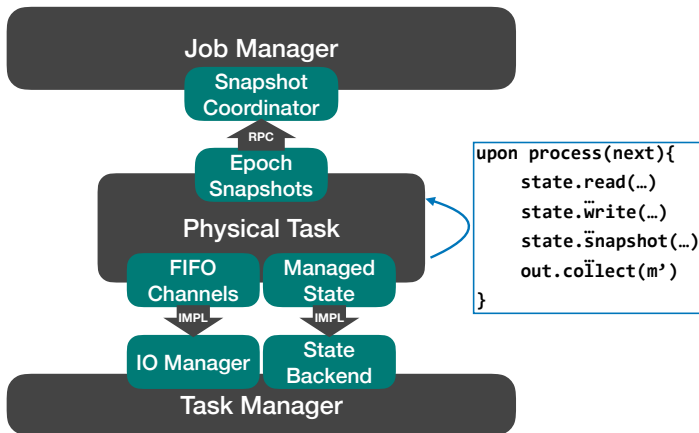 Job Manager
Snapshot
Coordinator
RPC
Epoch
Snapshots
Physical Task
FIFO
Channels
Managed
State
IMPL
IMPL
IO Manager
State
Backend
Task Manager
upon process(next){
state.read(…)
…
state.write(…)
…
state.snapshot(…)
…
out.collect(m’)
}